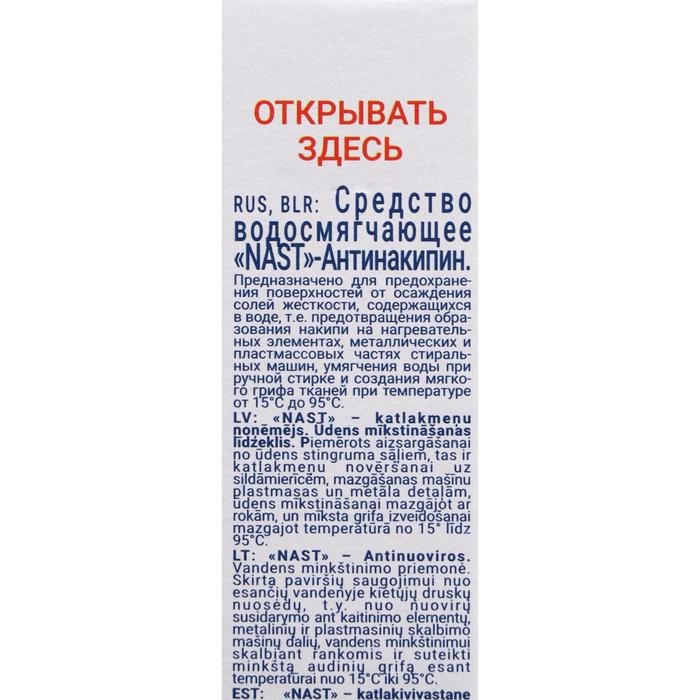 ОТКРЫВАТЬ
ЗДЕСЬ
RUS, BLR: Средство
водосмягчающее
«NAST»-Антинакипин.
Предназначено для предохране-
ния поверхностей от осаждения
солей жесткости, содержащихся
в воде, т.е. предотвращения обра-
зования накипи на нагреватель-
ных элементах, металлических и
пластмассовых частях стираль-
ных машин, умягчения воды при
ручной стирке и создания мягко-
го грифа тканей при температуре
от 15°С до 95°С.
LV: «NAST» – katlakmeņu
noņēmējs. Ūdens mīkstināšanas
līdzeklis. Piemērots aizsargāšanai
no ūdens stingruma sāļiem, tas ir
katlakmeņu novēršanai uz
sildāmierīcēm, mazgāšanas mašīnu
plastmasas un metāla detaļām,
ūdens mīkstināšanai mazgājot ar
rokām, un mīksta grifa izveidošanai
mazgajot temperatūrā no 15° līdz
95°C.
LT: «NAST» – Antinuoviros.
Vandens minkštinimo priemonė.
Skirta paviršių saugojimui nuo
esančių vandenyje kietųjų druskų
nuosėdų, t.y. nuo nuovirų
susidarymo ant kaitinimo elementų,
metalinių ir plastmasinių skalbimo
mašinų dalių, vandens minkštinimui
skalbiant rankomis ir suteikti
minkštą audinių grifą esant
temperatūrai nuo 15°C iki 95°C.
EST: «NAST» – katlakivivastane